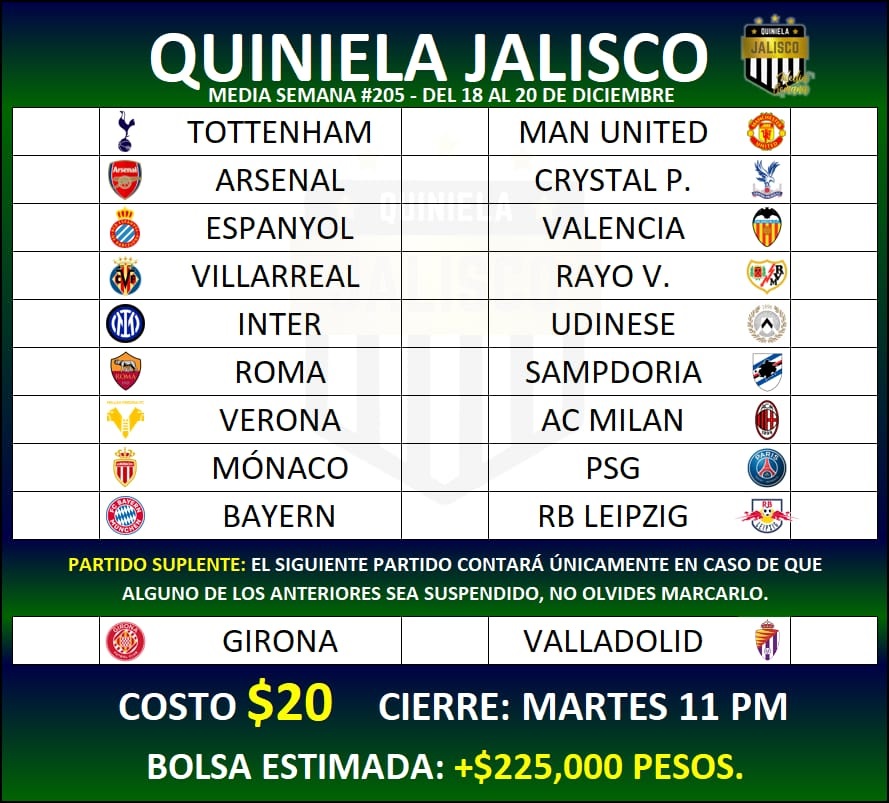 QUINIELA JALISCO
QUINIELA
JALISCO
MEDIA SEMANA #205 - DEL 18 AL 20 DE DICIEMBRE
TOTTENHAM MAN UNITED
ARSENAL CRYSTAL P.
ESPANYOL VALENCIA
VILLARREAL RAYO V.
INTER UDINESE
ROMA SAMPDORIA
VERONA AC MILAN
MÓNACO PSG
BAYERN RB LEIPZIG
QUINIELA
JALISCO
PARTIDO SUPLENTE: EL SIGUIENTE PARTIDO CONTARÁ ÚNICAMENTE EN CASO DE QUE
ALGUNO DE LOS ANTERIORES SEA SUSPENDIDO, NO OLVIDES MARCARLO.
GIRONA VALLADOLID
COSTO $20 CIERRE: MARTES 11 PM
BOLSA ESTIMADA: +$225,000 PESOS.